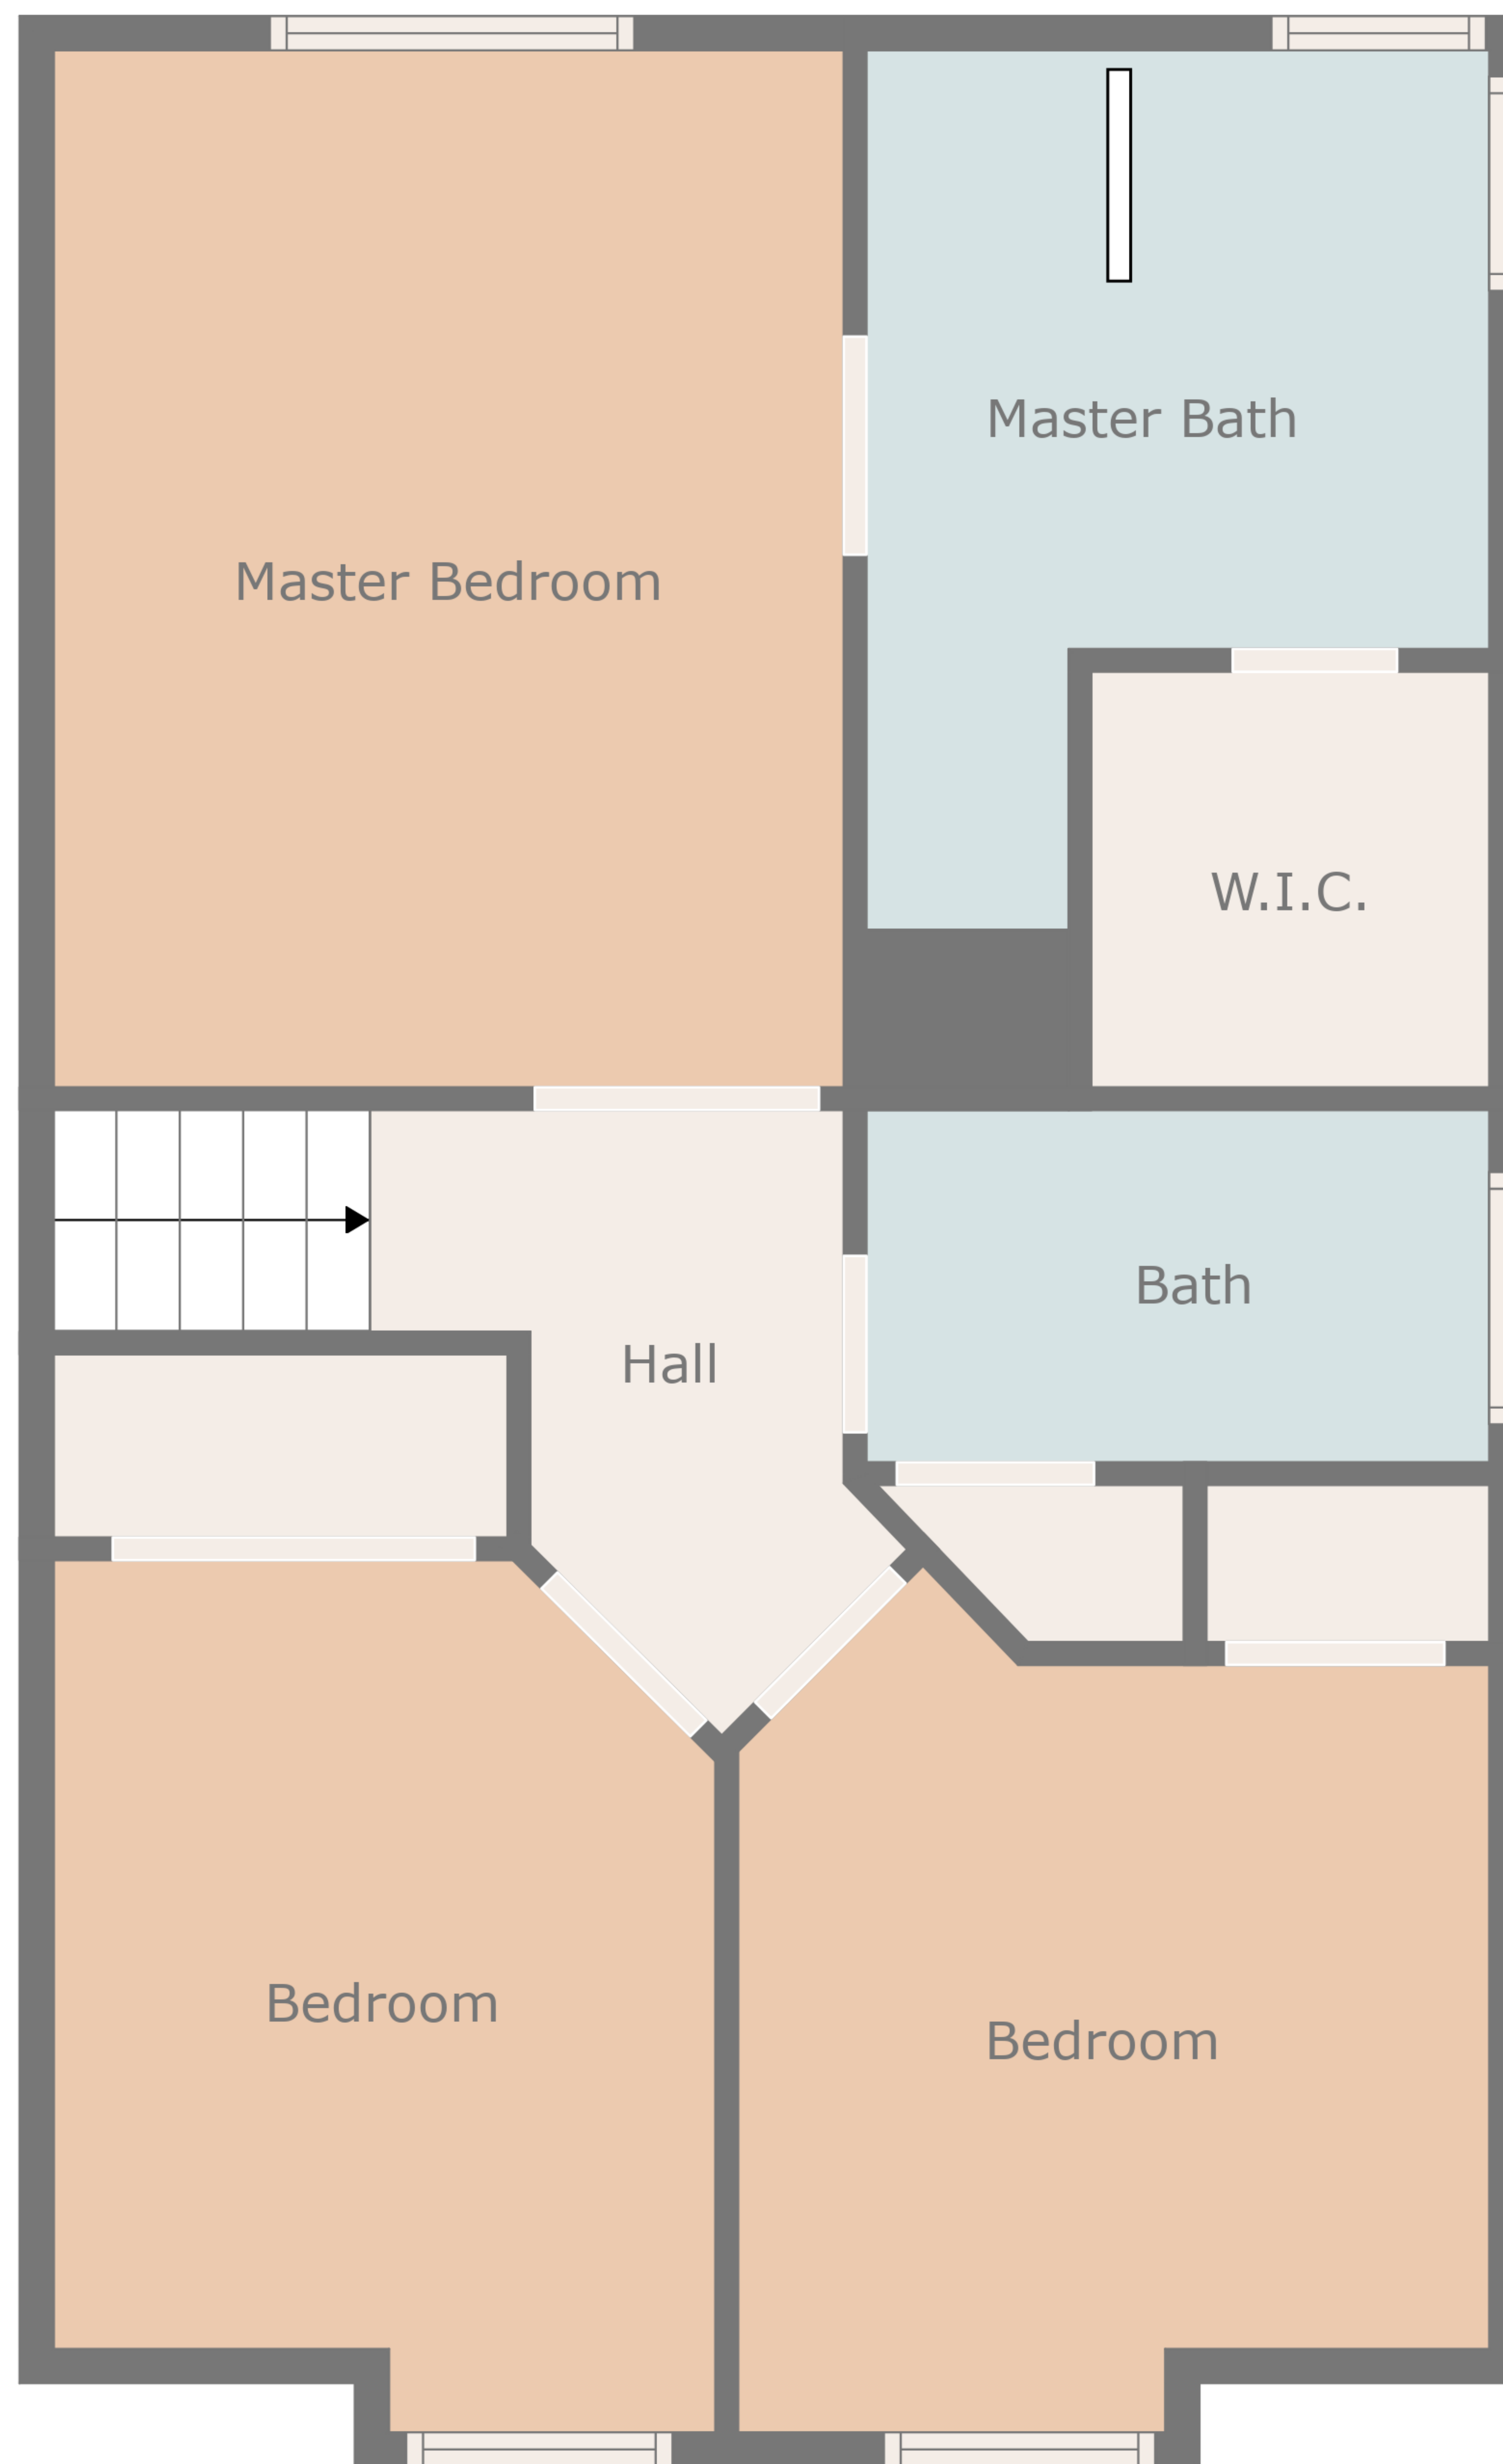 Master Bath
Master Bedroom
W.I.C.
Bath
Hall
Bedroom
Bedroom